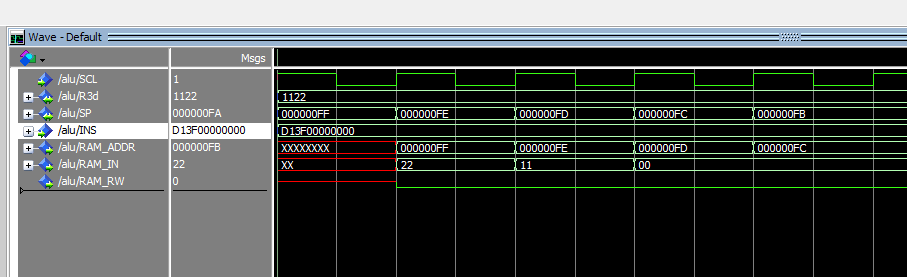 Wave - Default
Msgs
/alu/SCL 1
/alu/R3d 1122 1122
/alu/SP 000000FA 000000FF 000000FE 000000FD 000000FC 000000FB
/alu/INS D13F00000000 D13F00000000
/alu/RAM_ADDR 000000FB XXXXXXXX 000000FF 000000FE 000000FD 000000FC
/alu/RAM_IN 22 XX 22 11 00
/alu/RAM_RW 0